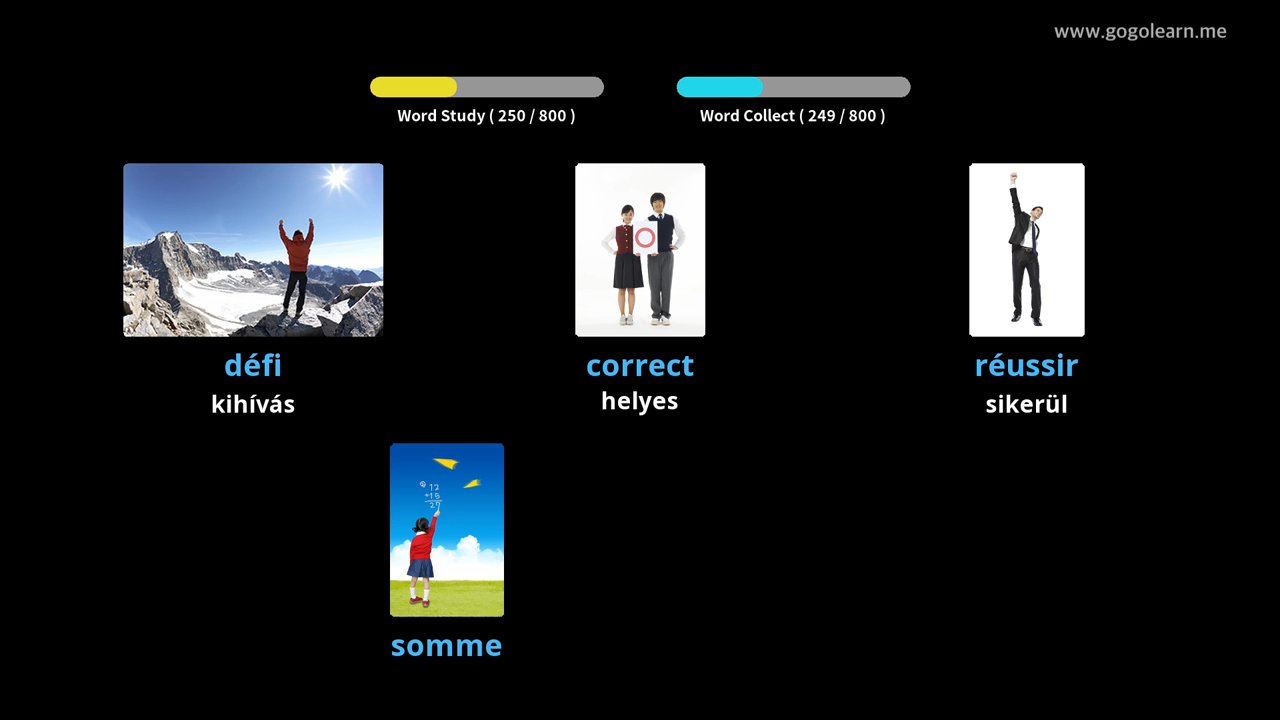 www.gogolearn.me
Word Study ( 250 / 800 )
Word Collect ( 249 / 800 )
défi
kihívás
correct
helyes
réussir
sikerül
12
+15
27
somme